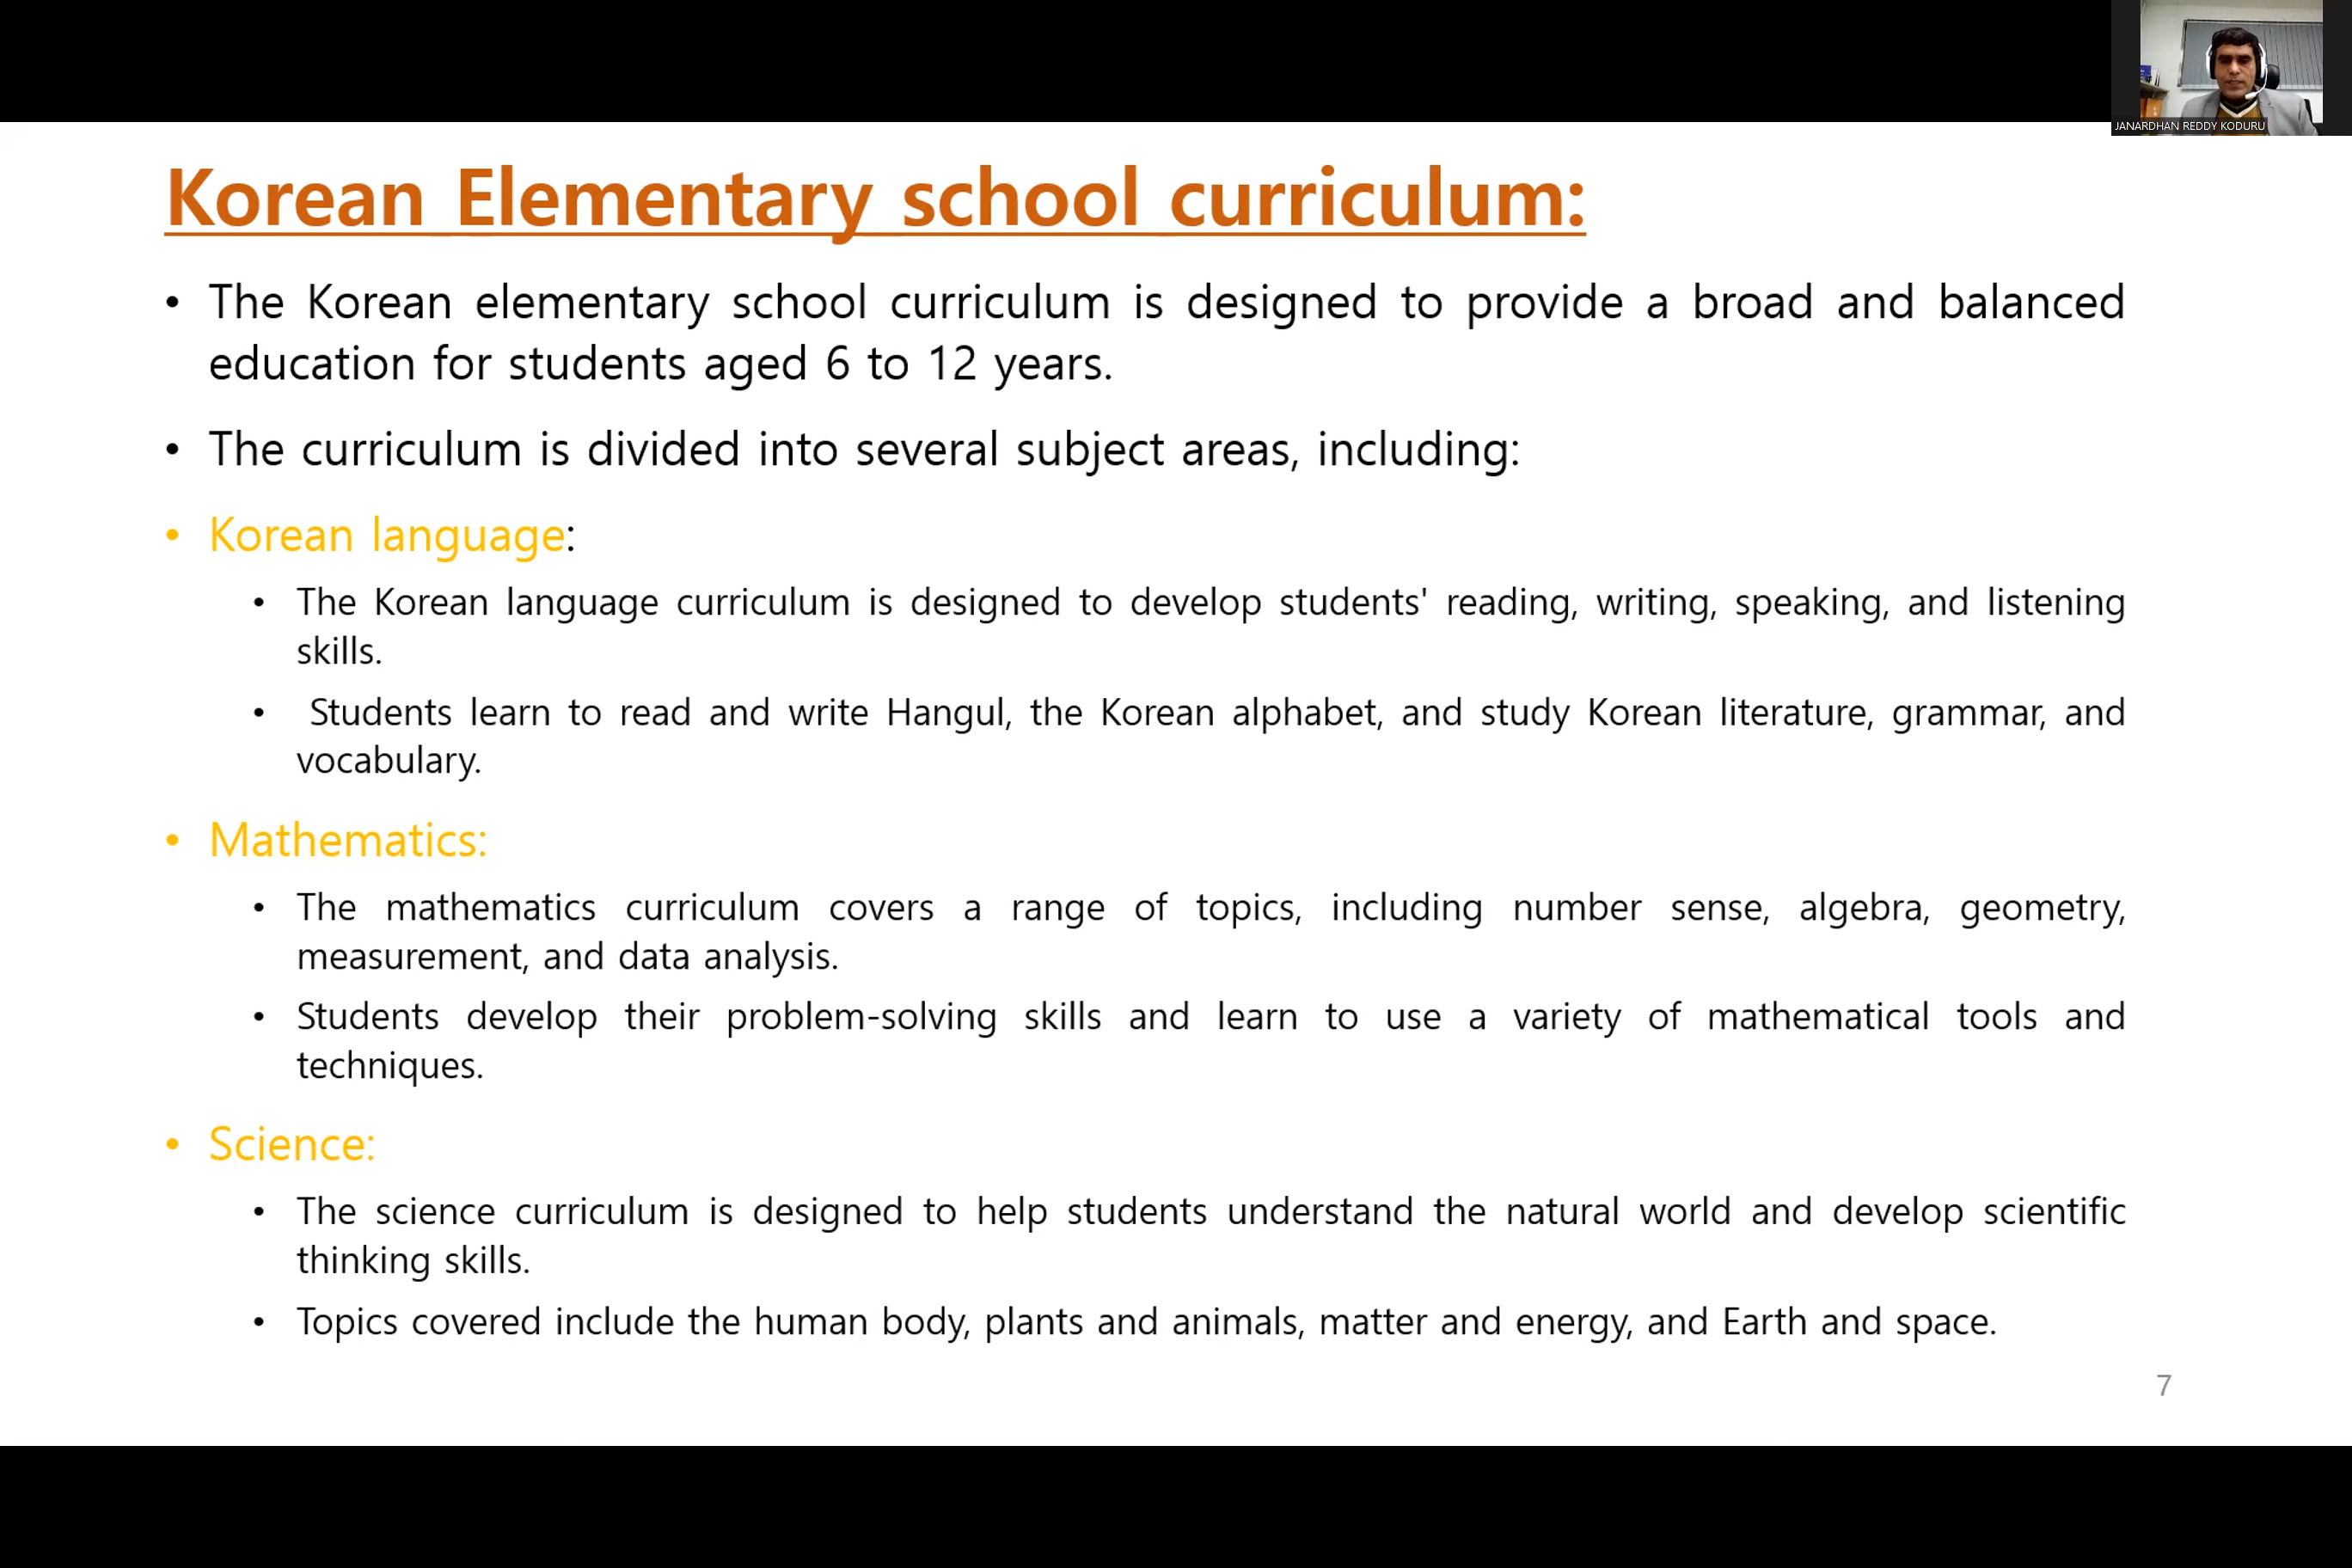 JANARDHAN REDDY KODURU
Korean Elementary school curriculum:
• The Korean elementary school curriculum is designed to provide a broad and balanced
education for students aged 6 to 12 years.
• The curriculum is divided into several subject areas, including:
• Korean language:
• The Korean language curriculum is designed to develop students' reading, writing, speaking, and listening
skills.
• Students learn to read and write Hangul, the Korean alphabet, and study Korean literature, grammar, and
vocabulary.
• Mathematics:
• The mathematics curriculum covers a range of topics, including number sense, algebra, geometry,
measurement, and data analysis.
• Students develop their problem-solving skills and learn to use a variety of mathematical tools and
techniques.
• Science:
• The science curriculum is designed to help students understand the natural world and develop scientific
thinking skills.
• Topics covered include the human body, plants and animals, matter and energy, and Earth and space.
7